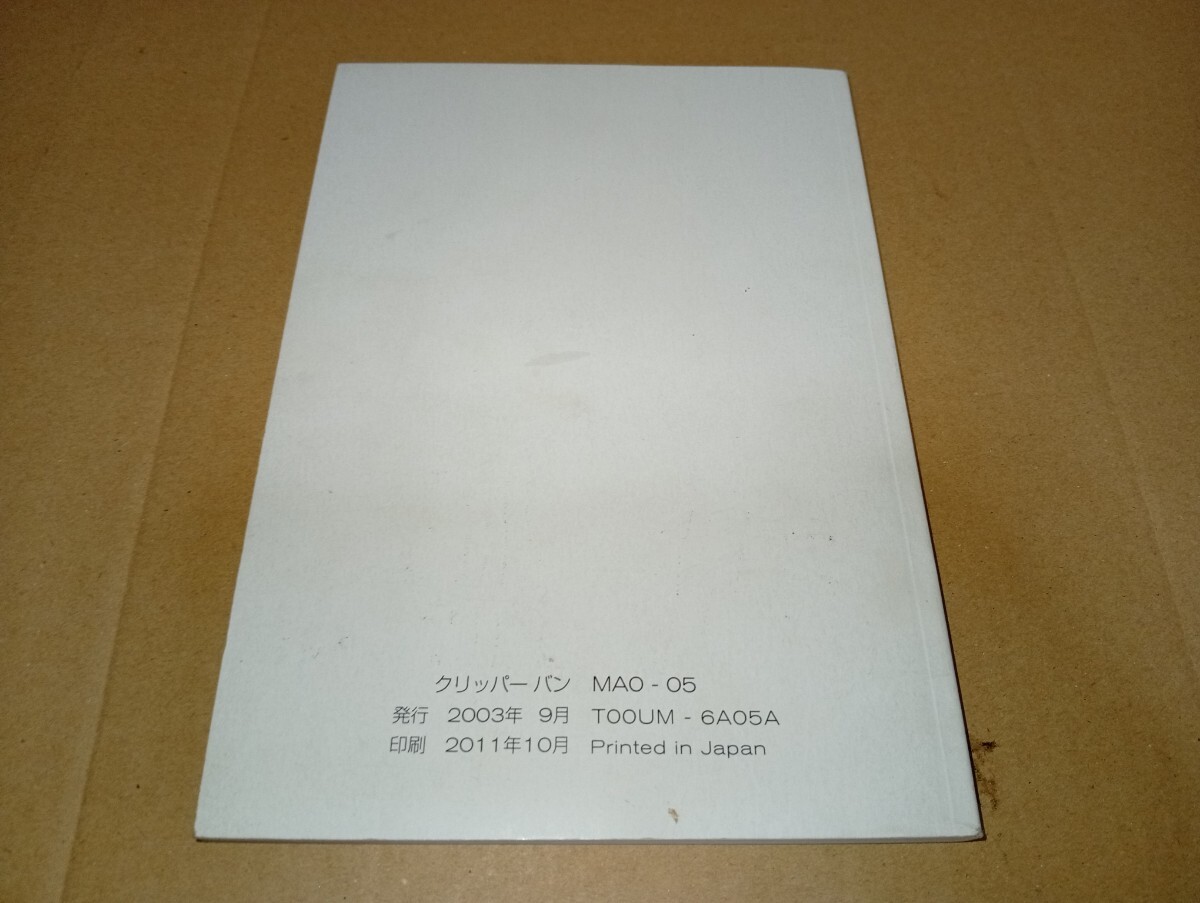 クリッパー バン MA0 - 05
発行 2003年 9月 T00UM - 6A05A
印刷 2011年10月 Printed in Japan